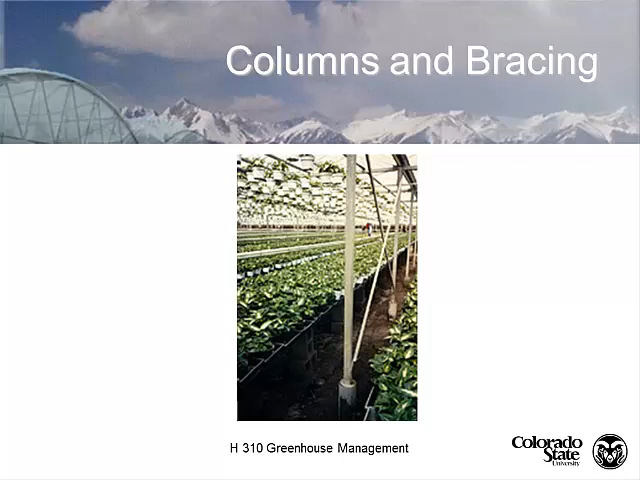 Columns and Bracing
H 310 Greenhouse Management
Colorado
State
University